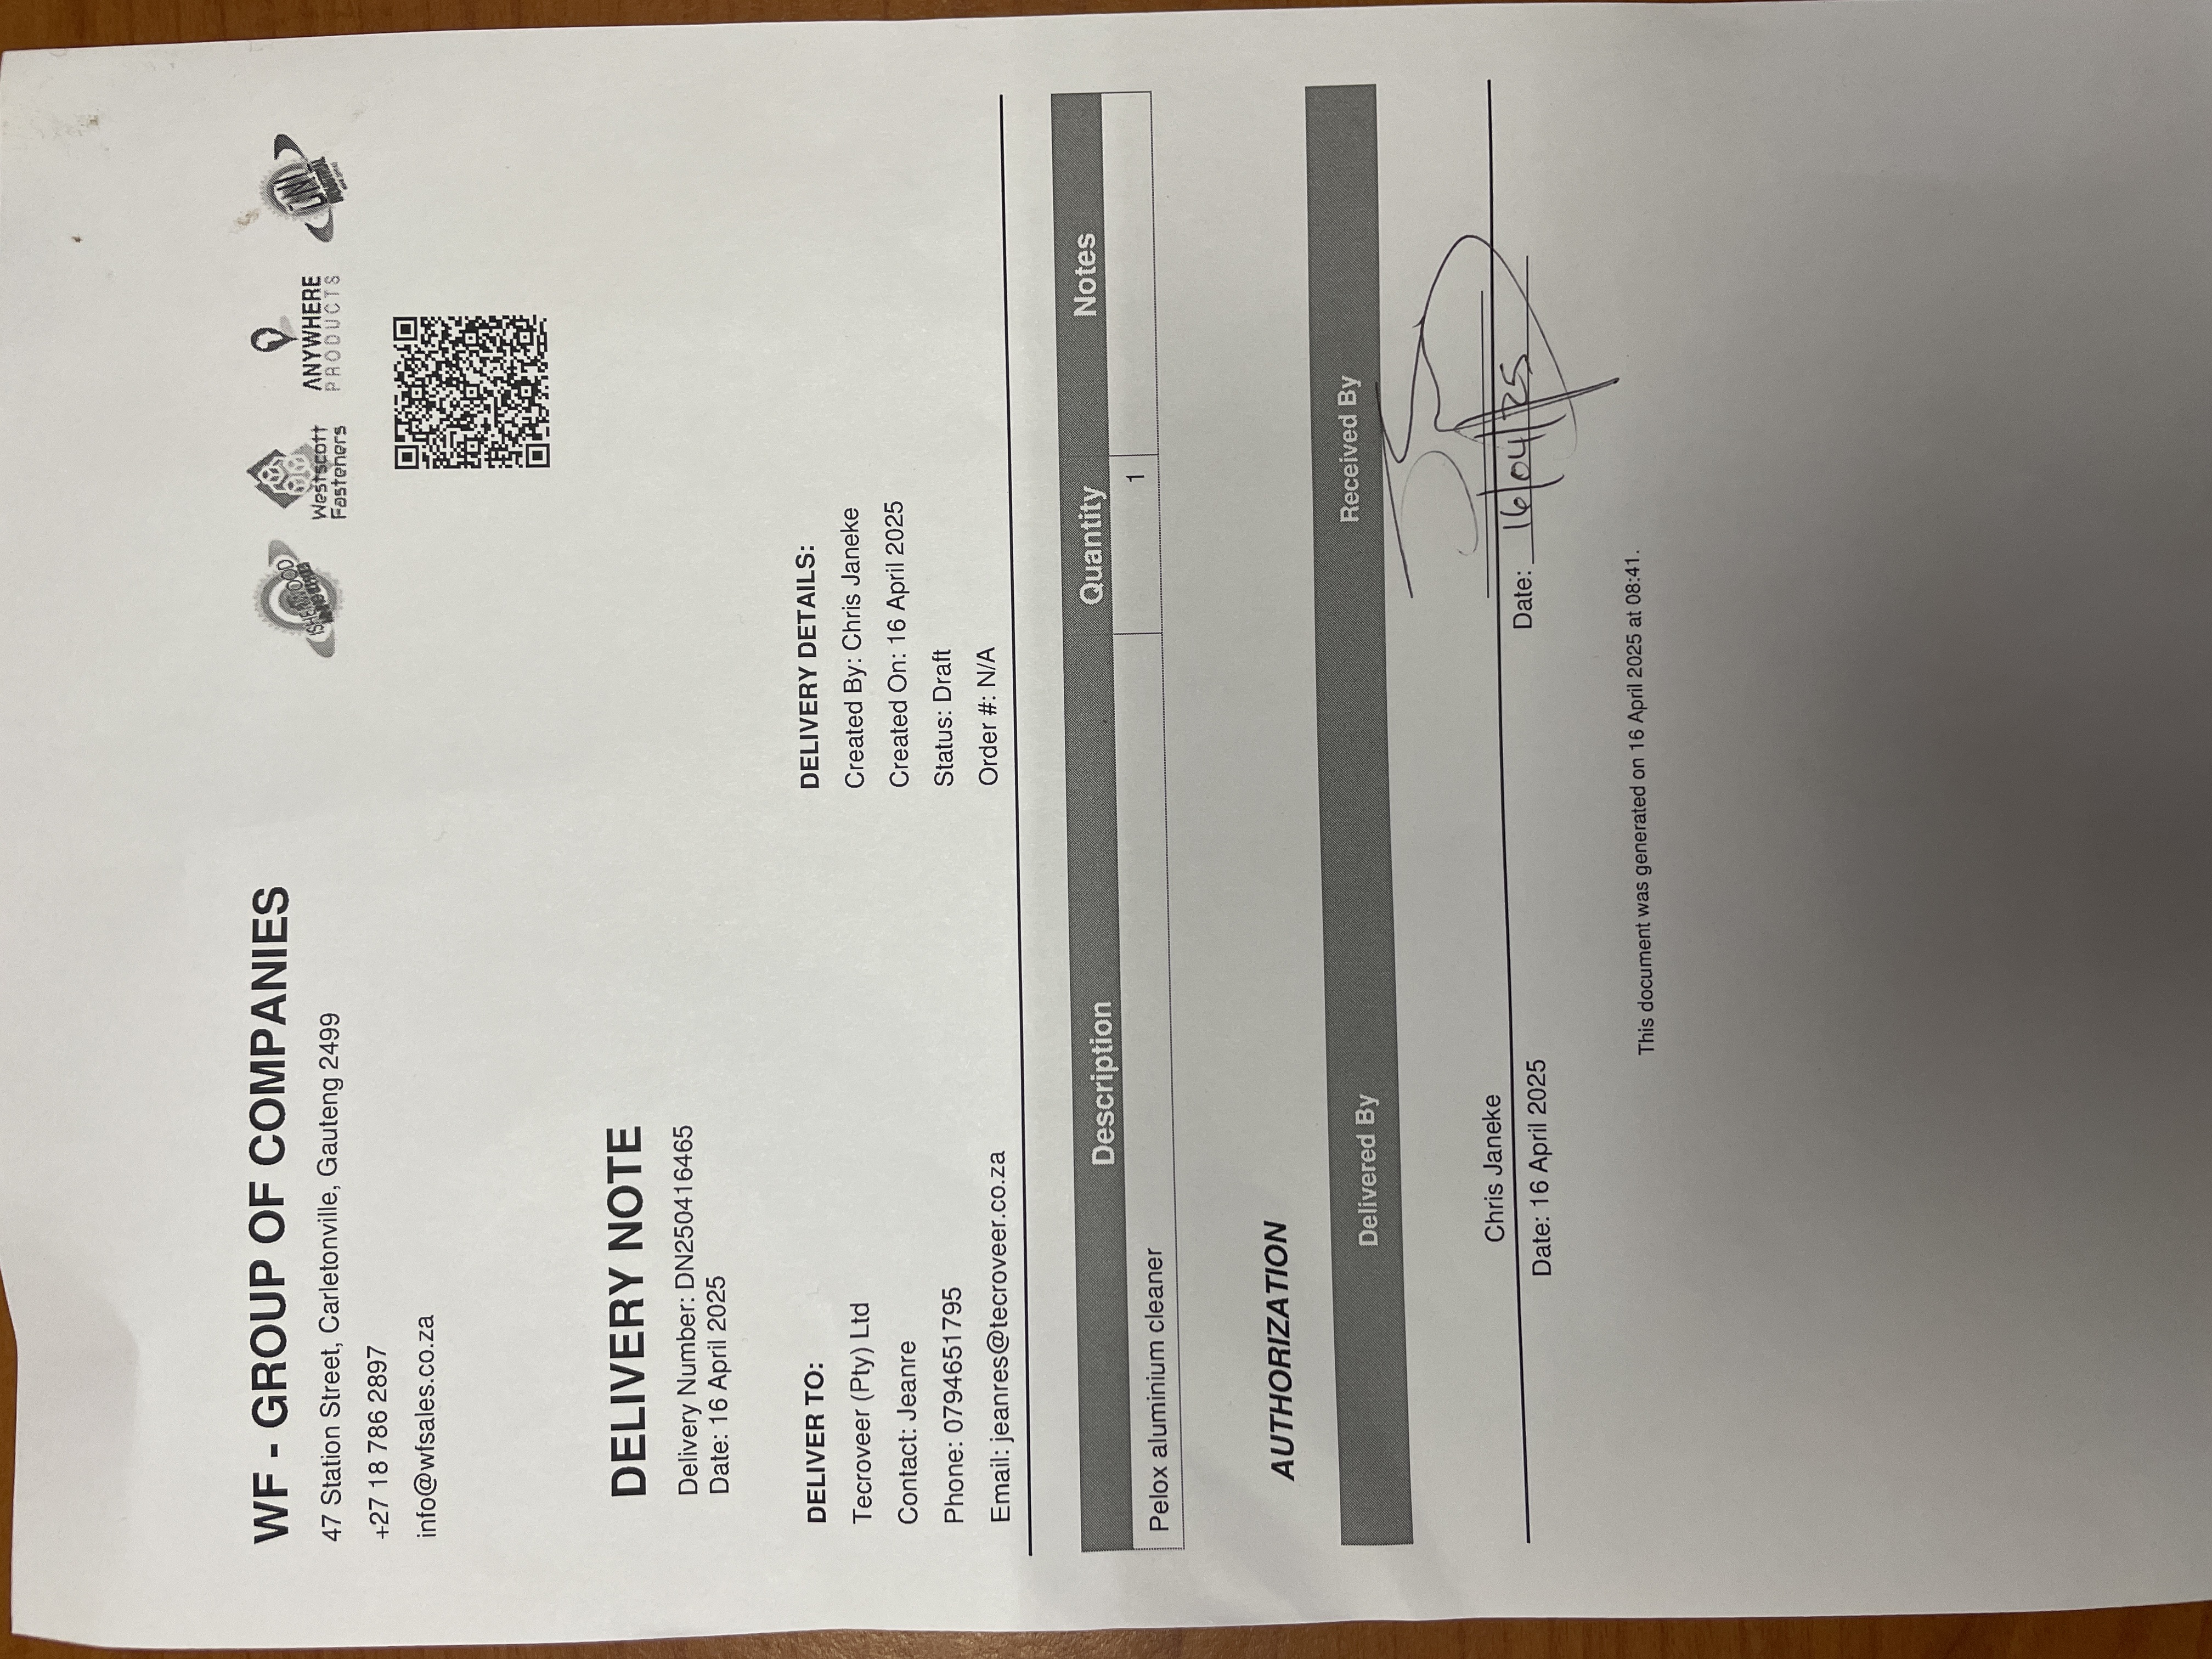 WF - GROUP OF COMPANIES
47 Station Street, Carletonville, Gauteng 2499
+27 18 786 2897
info@wfsales.co.za
ISHERWOOD
Westscott
Fasteners
ANYWHERE
PRODUCTS
DELIVERY NOTE
Delivery Number: DN250416465
Date: 16 April 2025
DELIVER TO:
Tecroveer (Pty) Ltd
Contact: Jeanre
Phone: 0794651795
Email: jeanres@tecroveer.co.za
DELIVERY DETAILS:
Created By: Chris Janeke
Created On: 16 April 2025
Status: Draft
Order #: N/A
Description Quantity Notes
Pelox aluminium cleaner 1
AUTHORIZATION
Delivered By Received By
Chris Janeke
Date: 16 April 2025
Date: 16/04/25
This document was generated on 16 April 2025 at 08:41.